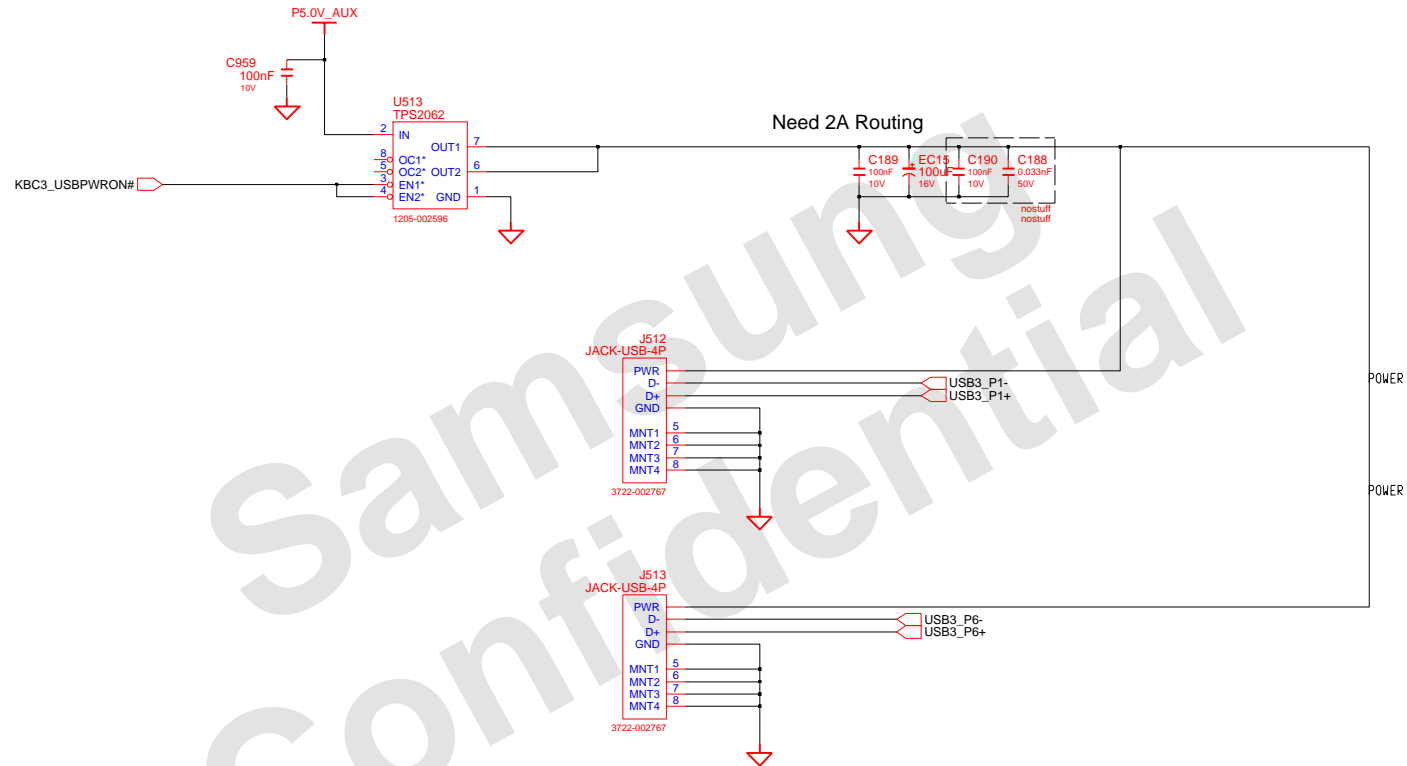 P5.0V_AUX
C959
100nF
10V
U513
TPS2062
2 IN
OUT1 7
8 OC1*
5 OC2*
OUT2 6
3 EN1*
4 EN2*
GND 1
1205-002596
KBC3_USBPWRON#
Need 2A Routing
C189
100nF
10V
EC15
100uF
16V
C190
100nF
10V
C188
0.033nF
50V
nostuff
nostuff
J512
JACK-USB-4P
PWR
D-
D+
GND
MNT1 5
MNT2 6
MNT3 7
MNT4 8
3722-002767
USB3_P1-
USB3_P1+
POWER
POWER
J513
JACK-USB-4P
PWR
D-
D+
GND
MNT1 5
MNT2 6
MNT3 7
MNT4 8
3722-002767
USB3_P6-
USB3_P6+
Samsung
Confidential